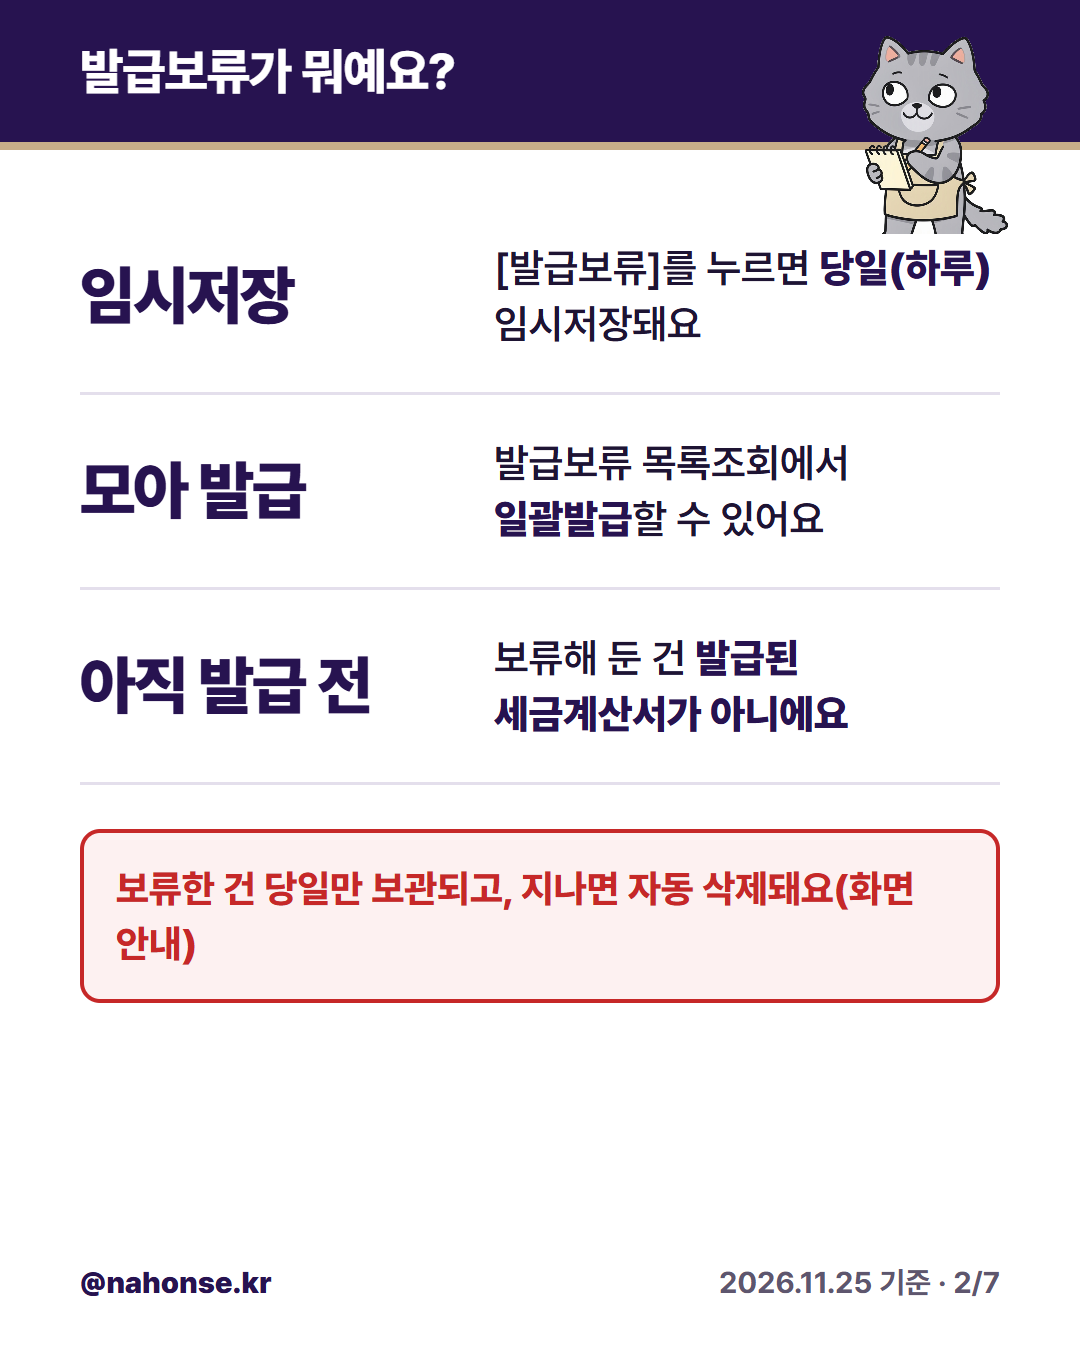 발급보류가 뭐예요?
임시저장
[발급보류]를 누르면 당일(하루)
임시저장돼요
모아 발급
발급보류 목록조회에서
일괄발급할 수 있어요
아직 발급 전
보류해 둔 건 발급된
세금계산서가 아니에요
보류한 건 당일만 보관되고, 지나면 자동 삭제돼요(화면
안내)
@nahonse.kr
2026.11.25 기준 · 2/7